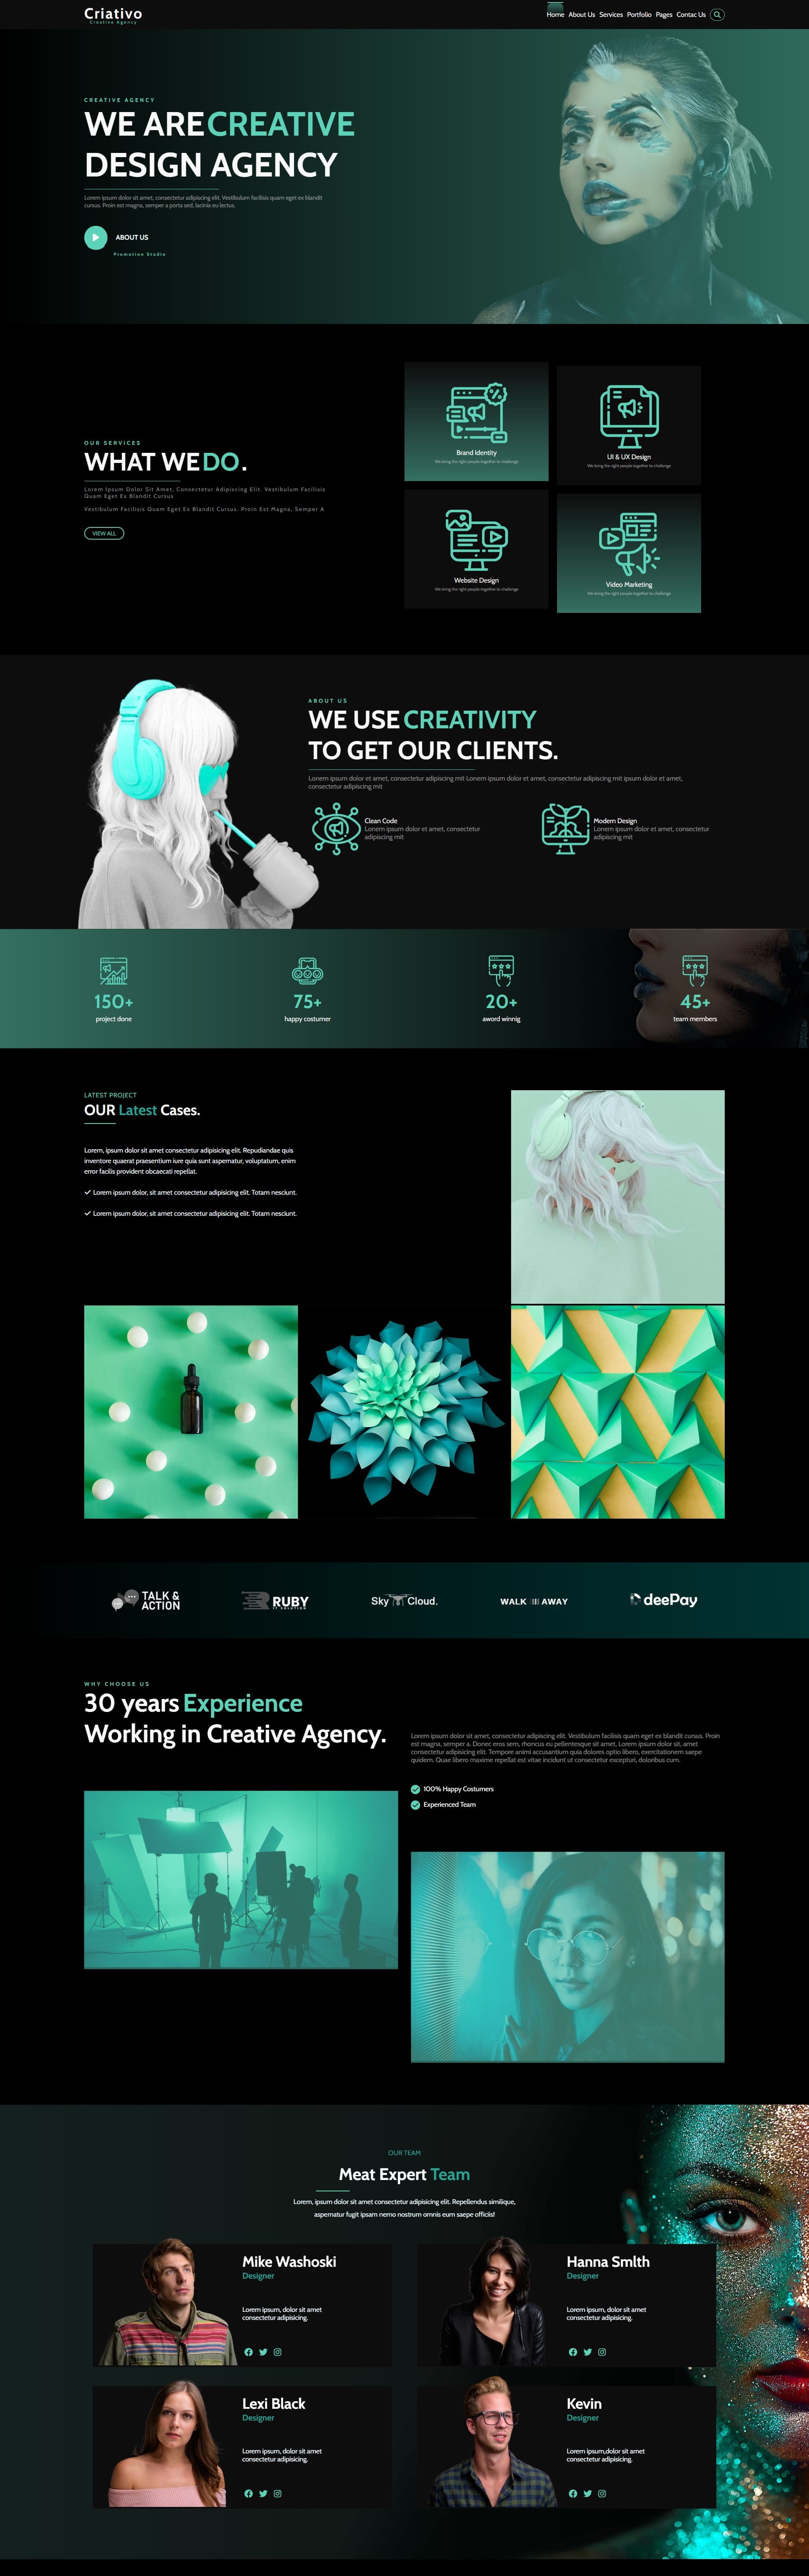 Criativo
Creative Agency
Home About Us Services Portfolio Pages Contac Us
CREATIVE AGENCY
WE ARE CREATIVE
DESIGN AGENCY
Lorem ipsum dolor sit amet, consectetur adipiscing elit. Vestibulum facilisis quam eget ex blandit
cursus. Proin est magna, semper a porta sed, lacinia eu lectus.
ABOUT US
Promotion Studio
OUR SERVICES
WHAT WE DO.
Lorem Ipsum Dolor Sit Amet, Consectetur Adipiscing Elit. Vestibulum Facilisis
Quam Eget Ex Blandit Cursus
Vestibulum Facilisis Quam Eget Ex Blandit Cursus. Proin Est Magna, Semper A
VIEW ALL
Brand Identity
We bring the right people together to challenge
UI & UX Design
We bring the right people together to challenge
Website Design
We bring the right people together to challenge
Video Marketing
We bring the right people together to challenge
ABOUT US
WE USE CREATIVITY
TO GET OUR CLIENTS.
Lorem ipsum dolor et amet, consectetur adipiscing mit Lorem ipsum dolor et amet, consectetur adipiscing mit ipsum dolor et amet,
consectetur adipiscing mit
Clean Code
Lorem ipsum dolor et amet, consectetur
adipiscing mit
Modern Design
Lorem ipsum dolor et amet, consectetur
adipiscing mit
150+
project done
75+
happy costumer
20+
aword winnig
45+
team members
LATEST PROJECT
OUR Latest Cases.
Lorem, ipsum dolor sit amet consectetur adipisicing elit. Repudiandae quis
inventore quaerat praesentium iure quia sunt aspernatur, voluptatum, enim
error facilis provident obcaecati repellat.
Lorem ipsum dolor, sit amet consectetur adipisicing elit. Totam nesciunt.
Lorem ipsum dolor, sit amet consectetur adipisicing elit. Totam nesciunt.
TALK &
ACTION
RUBY
IT SOLUTION
Sky Cloud.
WALK AWAY
deePay
WHY CHOOSE US
30 years Experience
Working in Creative Agency.
Lorem ipsum dolor sit amet, consectetur adipiscing elit. Vestibulum facilisis quam eget ex blandit cursus. Proin
est magna, semper a. Donec eros sem, rhoncus eu pellentesque sit amet, Lorem ipsum dolor sit, amet
consectetur adipisicing elit. Tempore animi accusantium quia dolores optio libero, exercitationem saepe
quidem. Quae libero maxime repellat est vitae incidunt ut consectetur excepturi, doloribus cum.
100% Happy Costumers
Experienced Team
OUR TEAM
Meat Expert Team
Lorem, ipsum dolor sit amet consectetur adipisicing elit. Repellendus similique,
aspernatur fugit ipsam nemo nostrum omnis eum saepe officiis!
Mike Washoski
Designer
Lorem ipsum, dolor sit amet
consectetur adipisicing.
Hanna Smlth
Designer
Lorem ipsum, dolor sit amet
consectetur adipisicing.
Lexi Black
Designer
Lorem ipsum, dolor sit amet
consectetur adipisicing.
Kevin
Designer
Lorem ipsum,dolor sit amet
consectetur adipisicing.